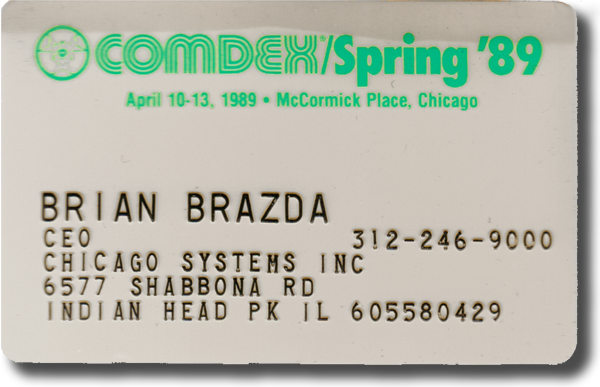 COMDEX®/Spring '89
April 10-13, 1989 • McCormick Place, Chicago
BRIAN BRAZDA
CEO 312-246-9000
CHICAGO SYSTEMS INC
6577 SHABBONA RD
INDIAN HEAD PK IL 605580429